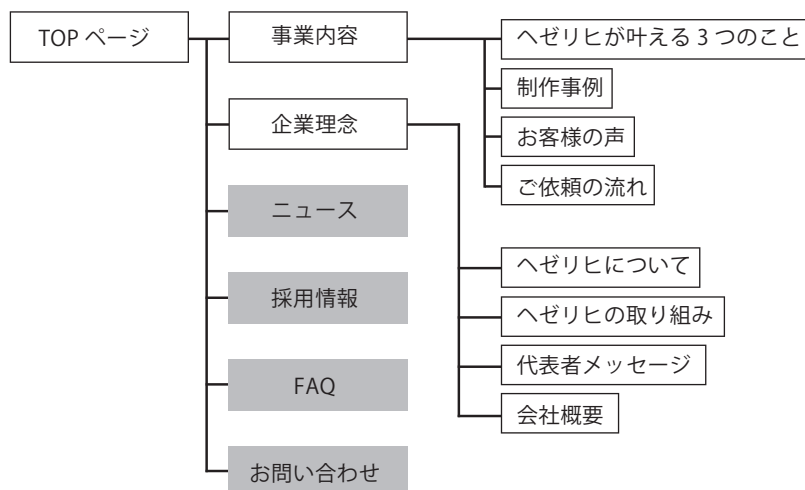 TOP ページ
事業内容
ヘゼリヒが叶える 3 つのこと
制作事例
お客様の声
ご依頼の流れ
企業理念
ヘゼリヒについて
ヘゼリヒの取り組み
代表者メッセージ
会社概要
ニュース
採用情報
FAQ
お問い合わせ